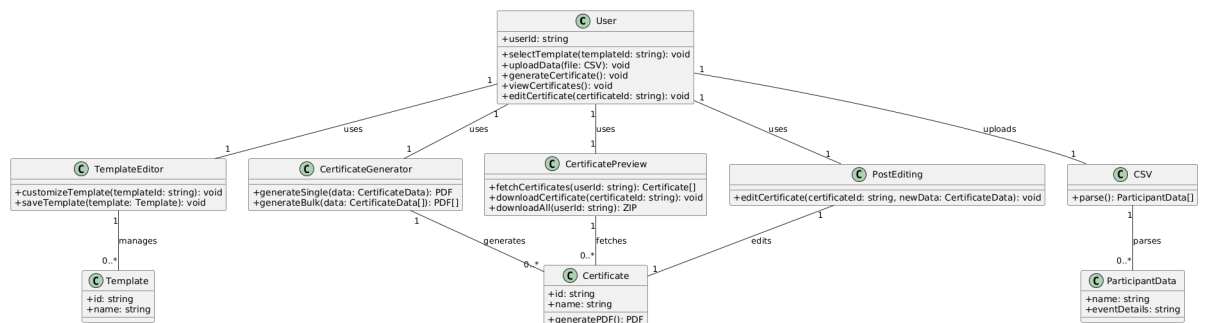 C User
+userId: string
+selectTemplate(templateId: string): void
+uploadData(file: CSV): void
+generateCertificate(): void
+viewCertificates(): void
+editCertificate(certificateId: string): void
1
1
1
1
1
uses
uses
uses
uses
uploads
1
1
1
1
1
C TemplateEditor
+customizeTemplate(templateId: string): void
+saveTemplate(template: Template): void
C CertificateGenerator
+generateSingle(data: CertificateData): PDF
+generateBulk(data: CertificateData[]): PDF[]
C CertificatePreview
+fetchCertificates(userId: string): Certificate[]
+downloadCertificate(certificateId: string): void
+downloadAll(userId: string): ZIP
C PostEditing
+editCertificate(certificateId: string, newData: CertificateData): void
C CSV
+parse(): ParticipantData[]
1
1
1
1
1
manages
generates
fetches
edits
parses
0..*
0..*
0..*
1
0..*
C Template
+id: string
+name: string
C Certificate
+id: string
+name: string
+generatePDF(): PDF
C ParticipantData
+name: string
+eventDetails: string